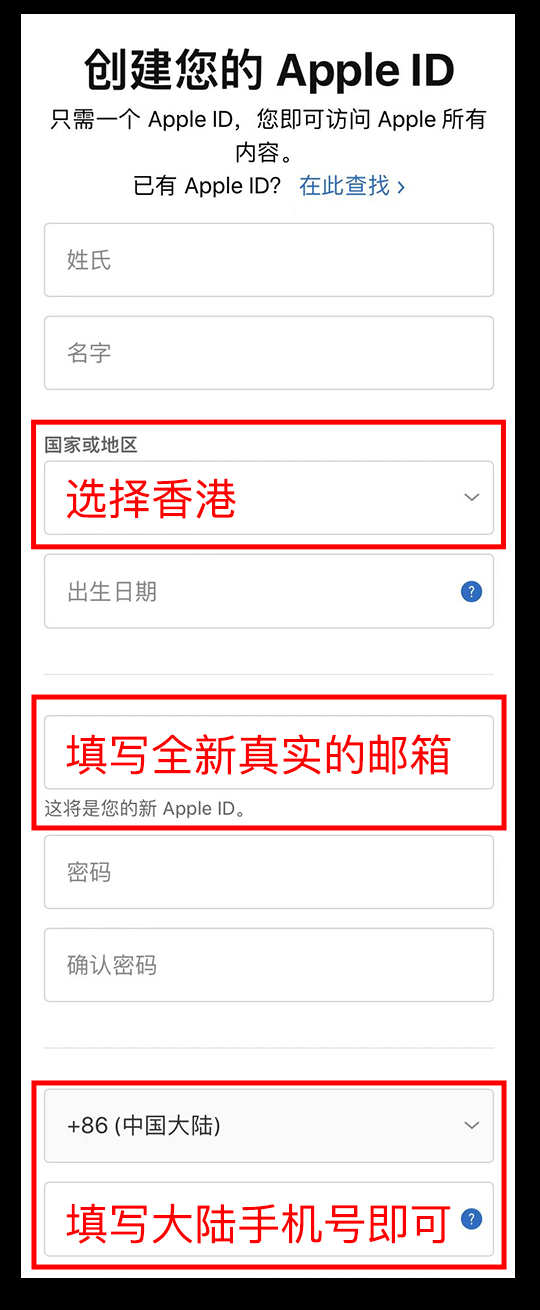 创建您的 Apple ID
只需一个 Apple ID，您即可访问 Apple 所有
内容。
已有 Apple ID？ 在此查找 ›
姓氏
名字
国家或地区
选择香港
出生日期
?
填写全新真实的邮箱
这将是您的新 Apple ID。
密码
确认密码
+86 (中国大陆)
填写大陆手机号即可
?